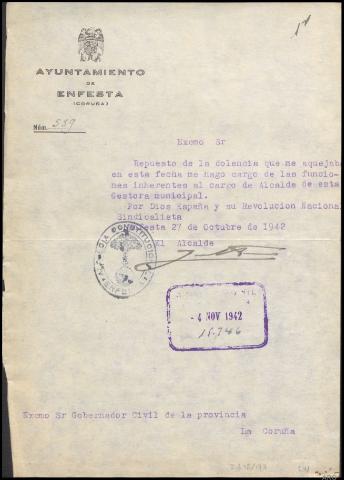 AYUNTAMIENTO
DE
ENFESTA
(CORUÑA)
Núm. 589
Excmo Sr
Repuesto de la dolencia que me aquejaba
en esta fecha me hago cargo de las funcio-
nes inherentes al cargo de Alcalde de esta
Gestora municipal.
Por Dios España y su Revolucion Nacional
Sindicalista
Enfesta 27 de Octubre de 1942
El Alcalde
- 4 NOV 1942
15.746
Excmo Sr Gobernador Civil de la provincia
La Coruña